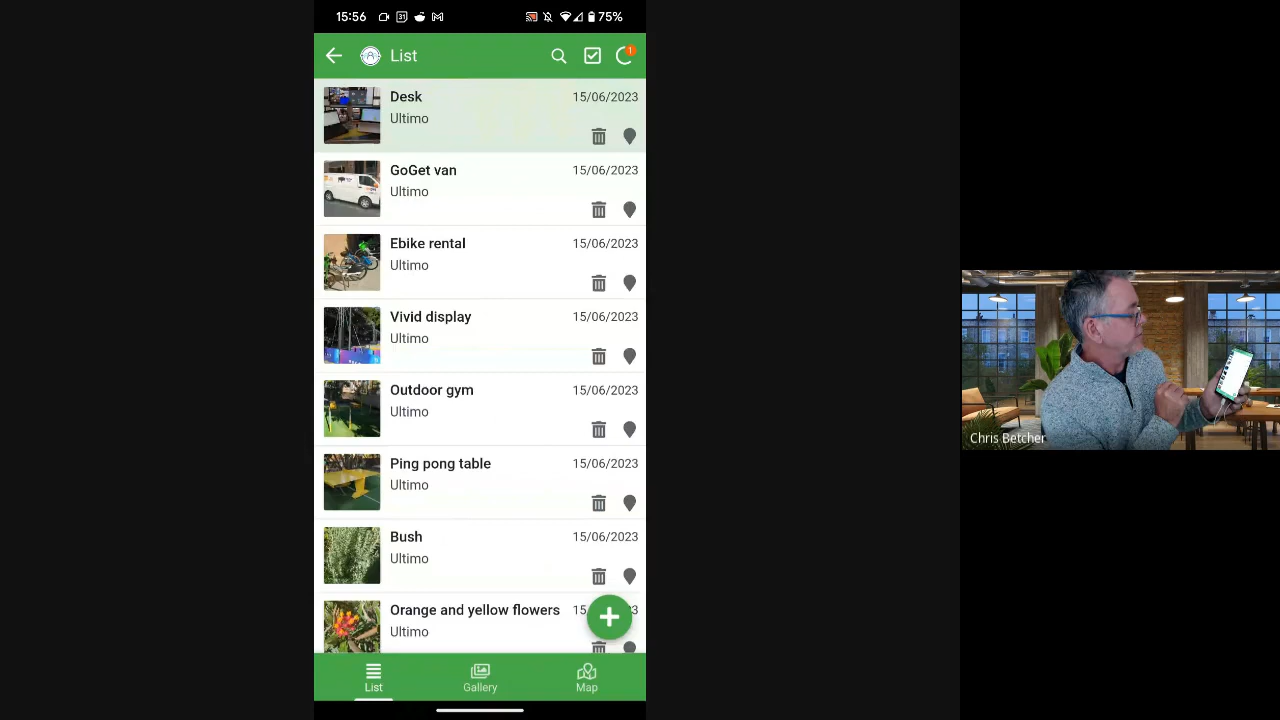 15:56
31
75%
List
1
Desk
15/06/2023
Ultimo
GoGet van
15/06/2023
Ultimo
Ebike rental
15/06/2023
Ultimo
Vivid display
15/06/2023
Ultimo
Outdoor gym
15/06/2023
Ultimo
Ping pong table
15/06/2023
Ultimo
Bush
15/06/2023
Ultimo
Orange and yellow flowers
Ultimo
List
Gallery
Map
Chris Betcher